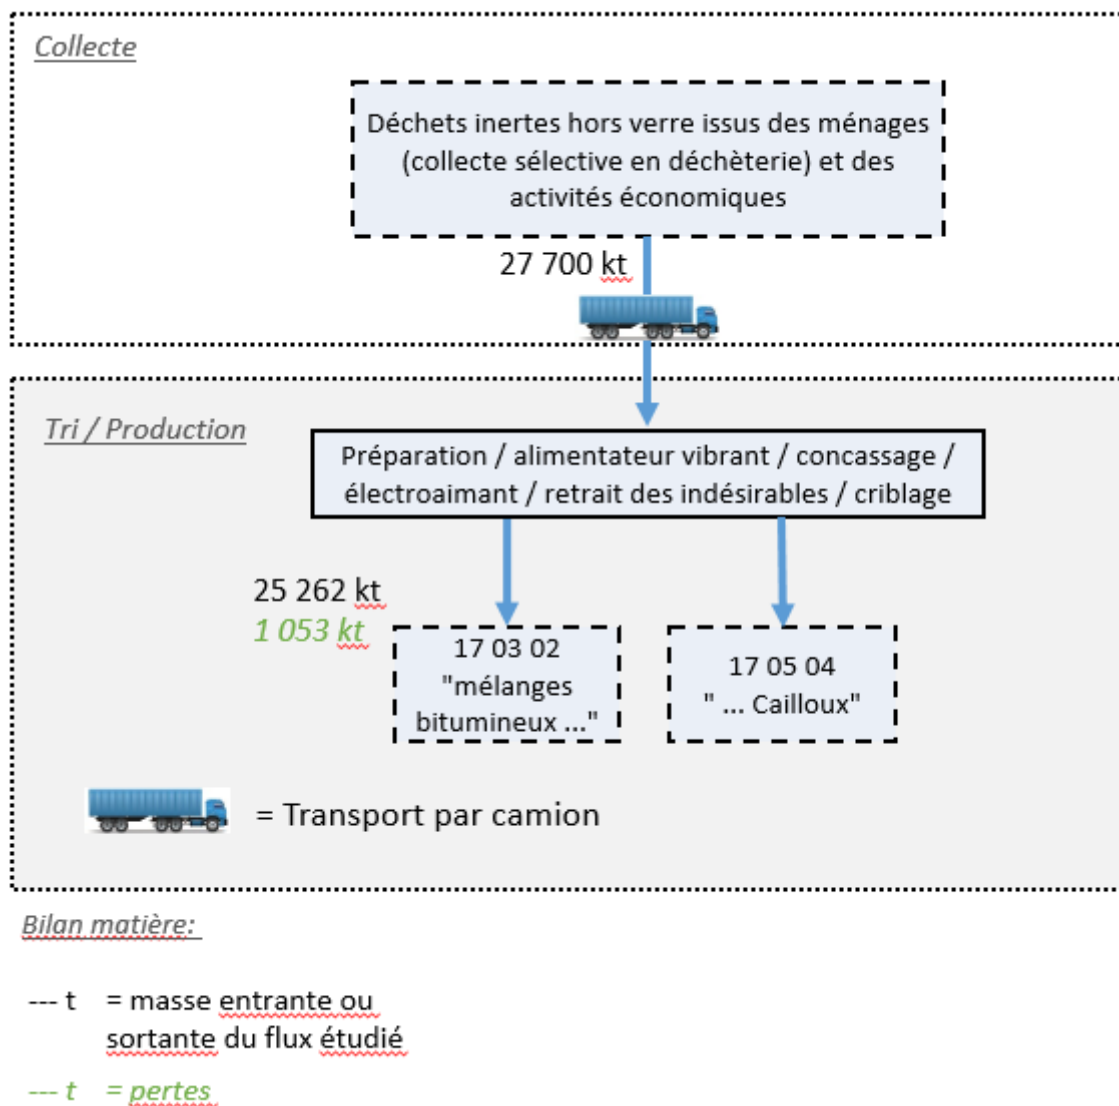 Collecte
Déchets inertes hors verre issus des ménages
(collecte sélective en déchèterie) et des
activités économiques
27 700 kt
Tri / Production
Préparation / alimentateur vibrant / concassage /
électroaimant / retrait des indésirables / criblage
25 262 kt
1 053 kt
17 03 02
"mélanges
bitumineux ..."
17 05 04
" ... Cailloux"
= Transport par camion
Bilan matière:
--- t = masse entrante ou
sortante du flux étudié
--- t = pertes